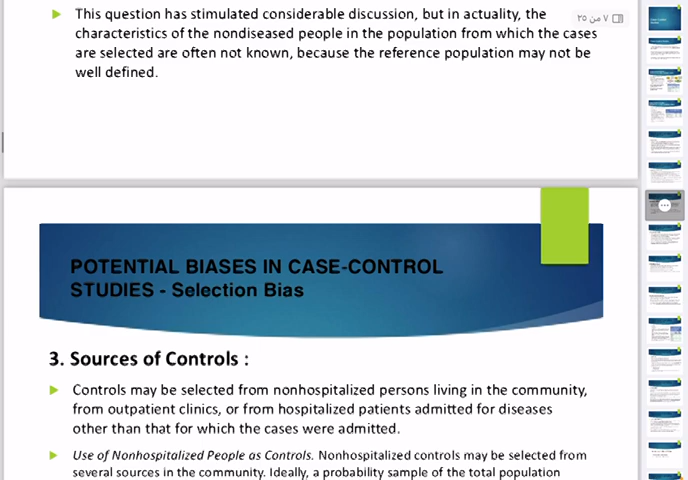 This question has stimulated considerable discussion, but in actuality, the
characteristics of the nondiseased people in the population from which the cases
are selected are often not known, because the reference population may not be
well defined.
٧ من ٢٥
POTENTIAL BIASES IN CASE-CONTROL
STUDIES - Selection Bias
3. Sources of Controls :
Controls may be selected from nonhospitalized persons living in the community,
from outpatient clinics, or from hospitalized patients admitted for diseases
other than that for which the cases were admitted.
Use of Nonhospitalized People as Controls. Nonhospitalized controls may be selected from
several sources in the community. Ideally, a probability sample of the total population